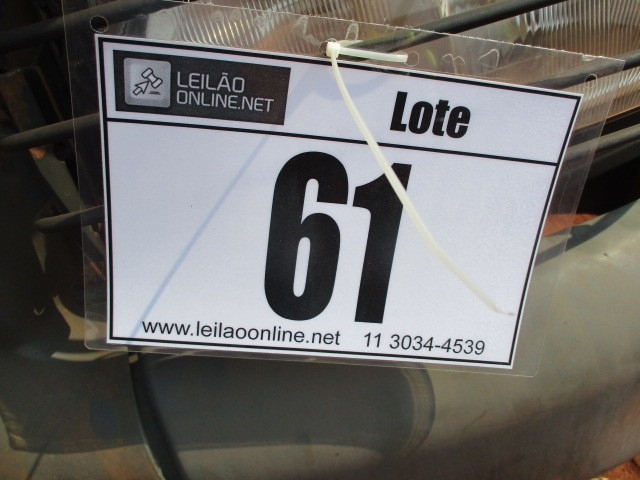 LEILÃO
ONLINE.NET
Lote
61
www.leilaoonline.net 11 3034-4539